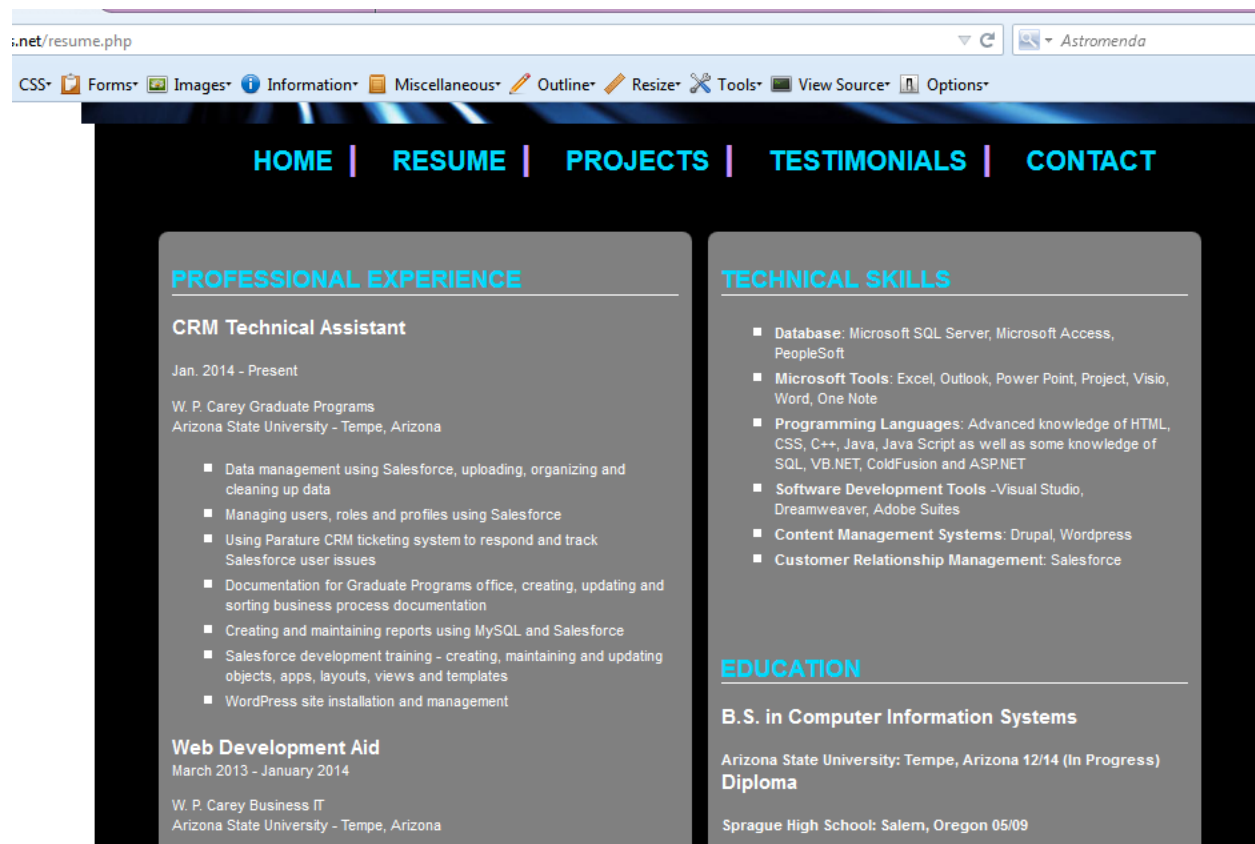 s.net/resume.php
Astromenda
CSS Forms Images Information Miscellaneous Outline Resize Tools View Source Options
HOME | RESUME | PROJECTS | TESTIMONIALS | CONTACT
PROFESSIONAL EXPERIENCE
CRM Technical Assistant
Jan. 2014 - Present
W. P. Carey Graduate Programs
Arizona State University - Tempe, Arizona
Data management using Salesforce, uploading, organizing and
cleaning up data
Managing users, roles and profiles using Salesforce
Using Parature CRM ticketing system to respond and track
Salesforce user issues
Documentation for Graduate Programs office, creating, updating and
sorting business process documentation
Creating and maintaining reports using MySQL and Salesforce
Salesforce development training - creating, maintaining and updating
objects, apps, layouts, views and templates
WordPress site installation and management
Web Development Aid
March 2013 - January 2014
W. P. Carey Business IT
Arizona State University - Tempe, Arizona
TECHNICAL SKILLS
Database: Microsoft SQL Server, Microsoft Access,
PeopleSoft
Microsoft Tools: Excel, Outlook, Power Point, Project, Visio,
Word, One Note
Programming Languages: Advanced knowledge of HTML,
CSS, C++, Java, Java Script as well as some knowledge of
SQL, VB.NET, ColdFusion and ASP.NET
Software Development Tools -Visual Studio,
Dreamweaver, Adobe Suites
Content Management Systems: Drupal, Wordpress
Customer Relationship Management: Salesforce
EDUCATION
B.S. in Computer Information Systems
Arizona State University: Tempe, Arizona 12/14 (In Progress)
Diploma
Sprague High School: Salem, Oregon 05/09